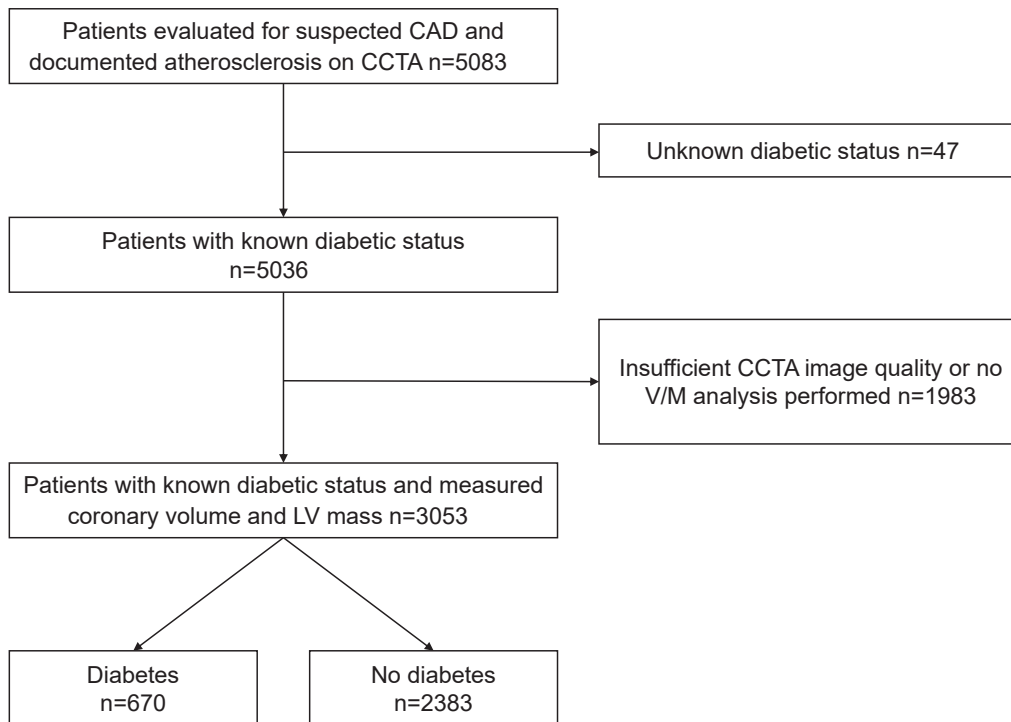 Patients evaluated for suspected CAD and
documented atherosclerosis on CCTA n=5083
Unknown diabetic status n=47
Patients with known diabetic status
n=5036
Insufficient CCTA image quality or no
V/M analysis performed n=1983
Patients with known diabetic status and measured
coronary volume and LV mass n=3053
Diabetes
n=670
No diabetes
n=2383